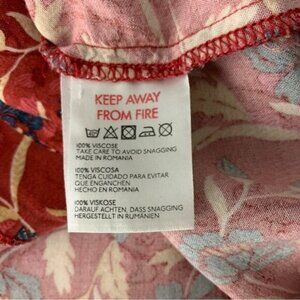 KEEP AWAY
FROM FIRE
100% VISCOSE
TAKE CARE TO AVOID SNAGGING
MADE IN ROMANIA
100% VISCOSA
TENGA CUIDADO PARA EVITAR
QUE ENGANCHEN
HECHO EN RUMANIA
100% VISKOSE
DARAUF ACHTEN, DASS SNAGGING
HERGESTELLT IN RUMÄNIEN